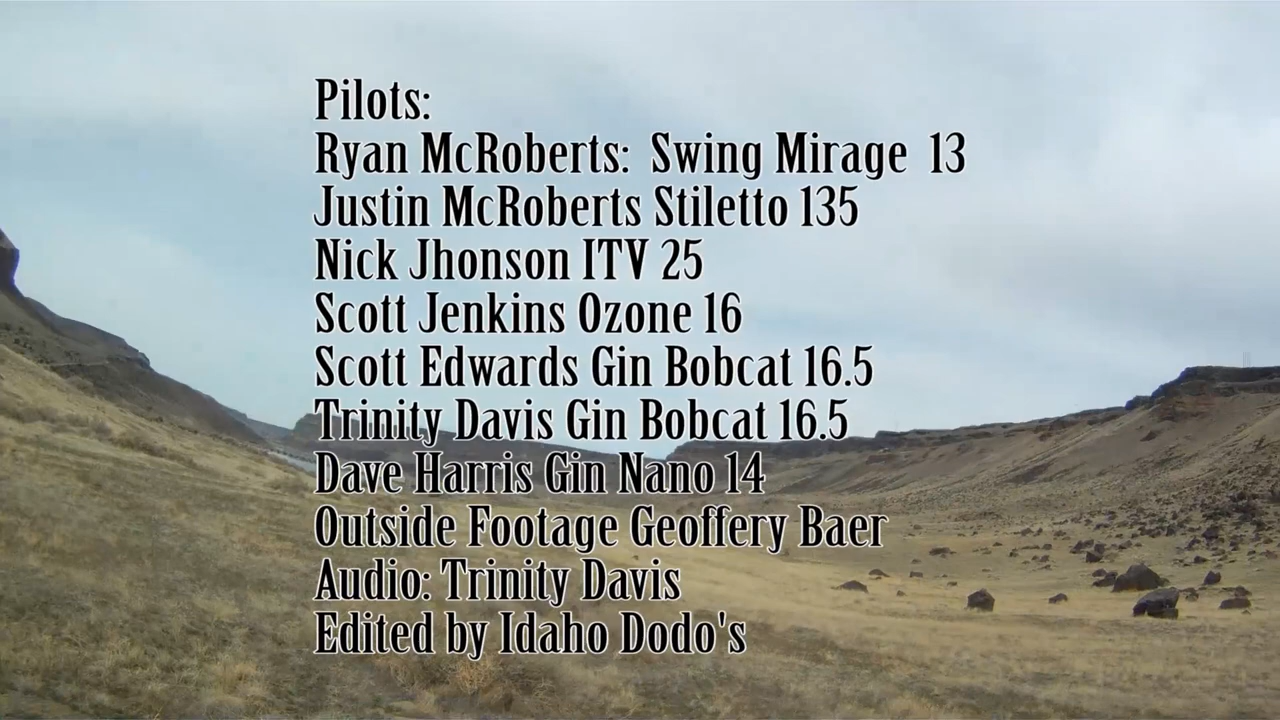 Pilots:
Ryan McRoberts:  Swing Mirage  13
Justin McRoberts Stiletto 135
Nick Jhonson ITV 25
Scott Jenkins Ozone 16
Scott Edwards Gin Bobcat 16.5
Trinity Davis Gin Bobcat 16.5
Dave Harris Gin Nano 14
Outside Footage Geoffery Baer
Audio: Trinity Davis
Edited by Idaho Dodo's